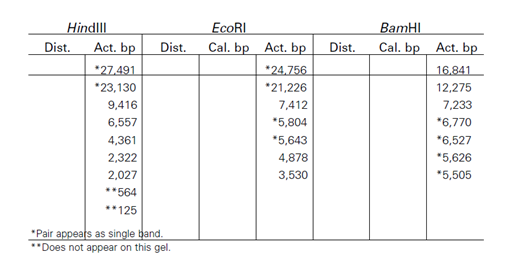 HindIII EcoRI BamHI
Dist. Act. bp Dist. Cal. bp Act. bp Dist. Cal. bp Act. bp
*27,491 *24,756 16,841
*23,130 *21,226 12,275
9,416 7,412 7,233
6,557 *5,804 *6,770
4,361 *5,643 *6,527
2,322 4,878 *5,626
2,027 3,530 *5,505
**564
**125
*Pair appears as single band.
**Does not appear on this gel.